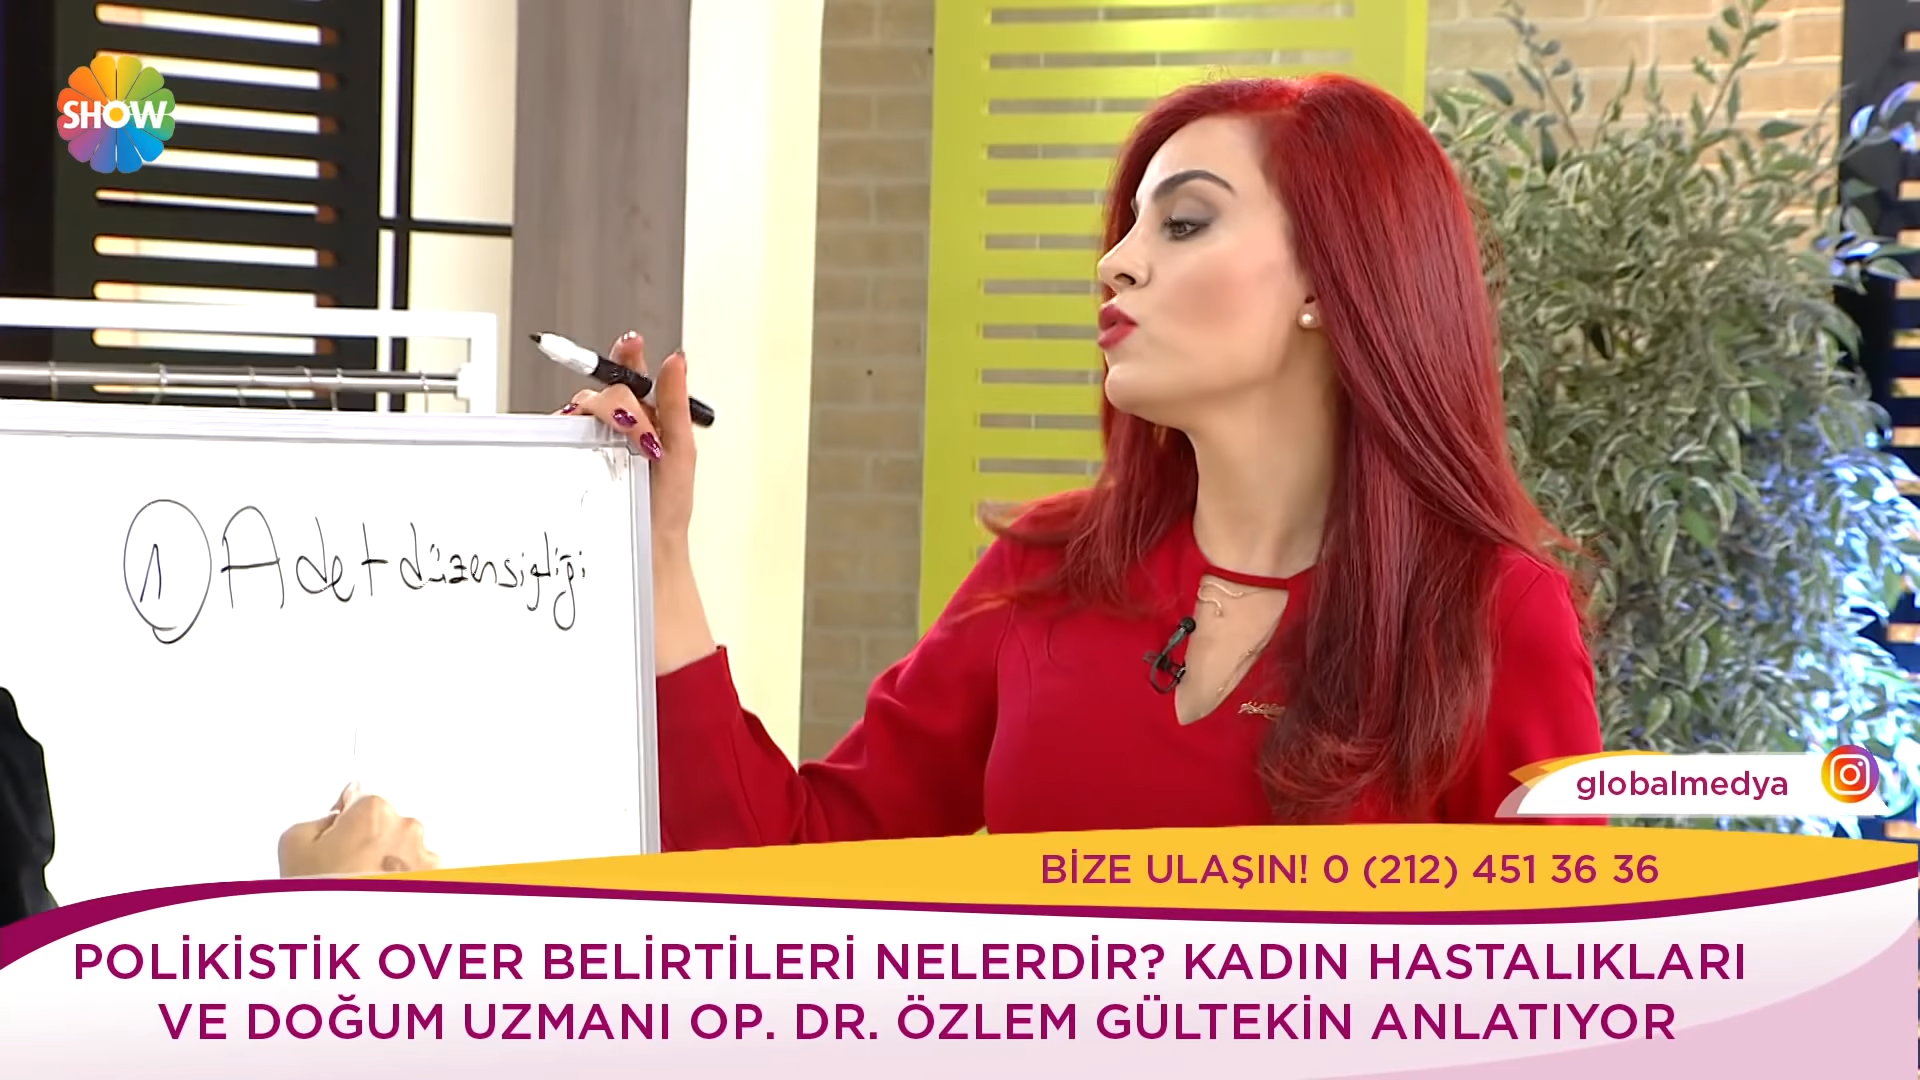 SHOW
1 Adet düzensizliği
globalmedya
BİZE ULAŞIN! 0 (212) 451 36 36
POLİKİSTİK OVER BELİRTİLERİ NELERDİR? KADIN HASTALIKLARI
VE DOĞUM UZMANI OP. DR. ÖZLEM GÜLTEKİN ANLATIYOR